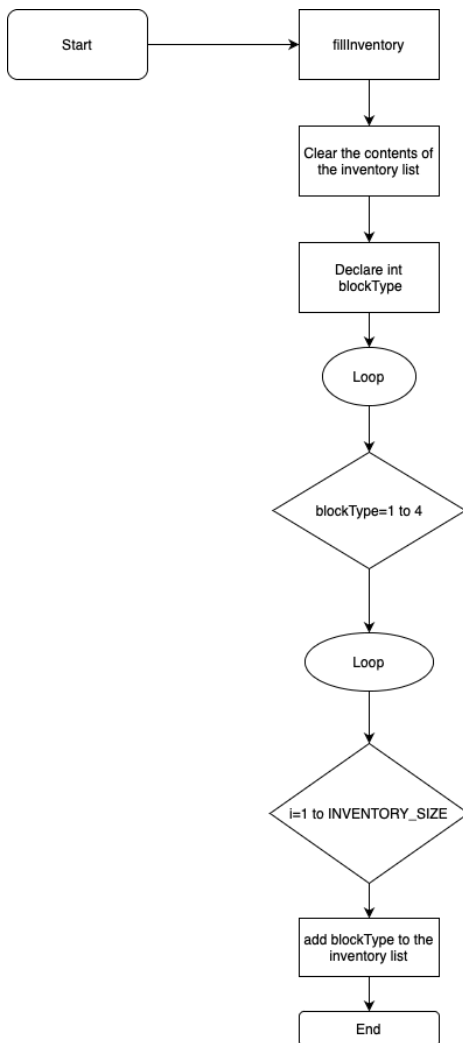 Start
fillInventory
Clear the contents of
the inventory list
Declare int
blockType
Loop
blockType=1 to 4
Loop
i=1 to INVENTORY_SIZE
add blockType to the
inventory list
End